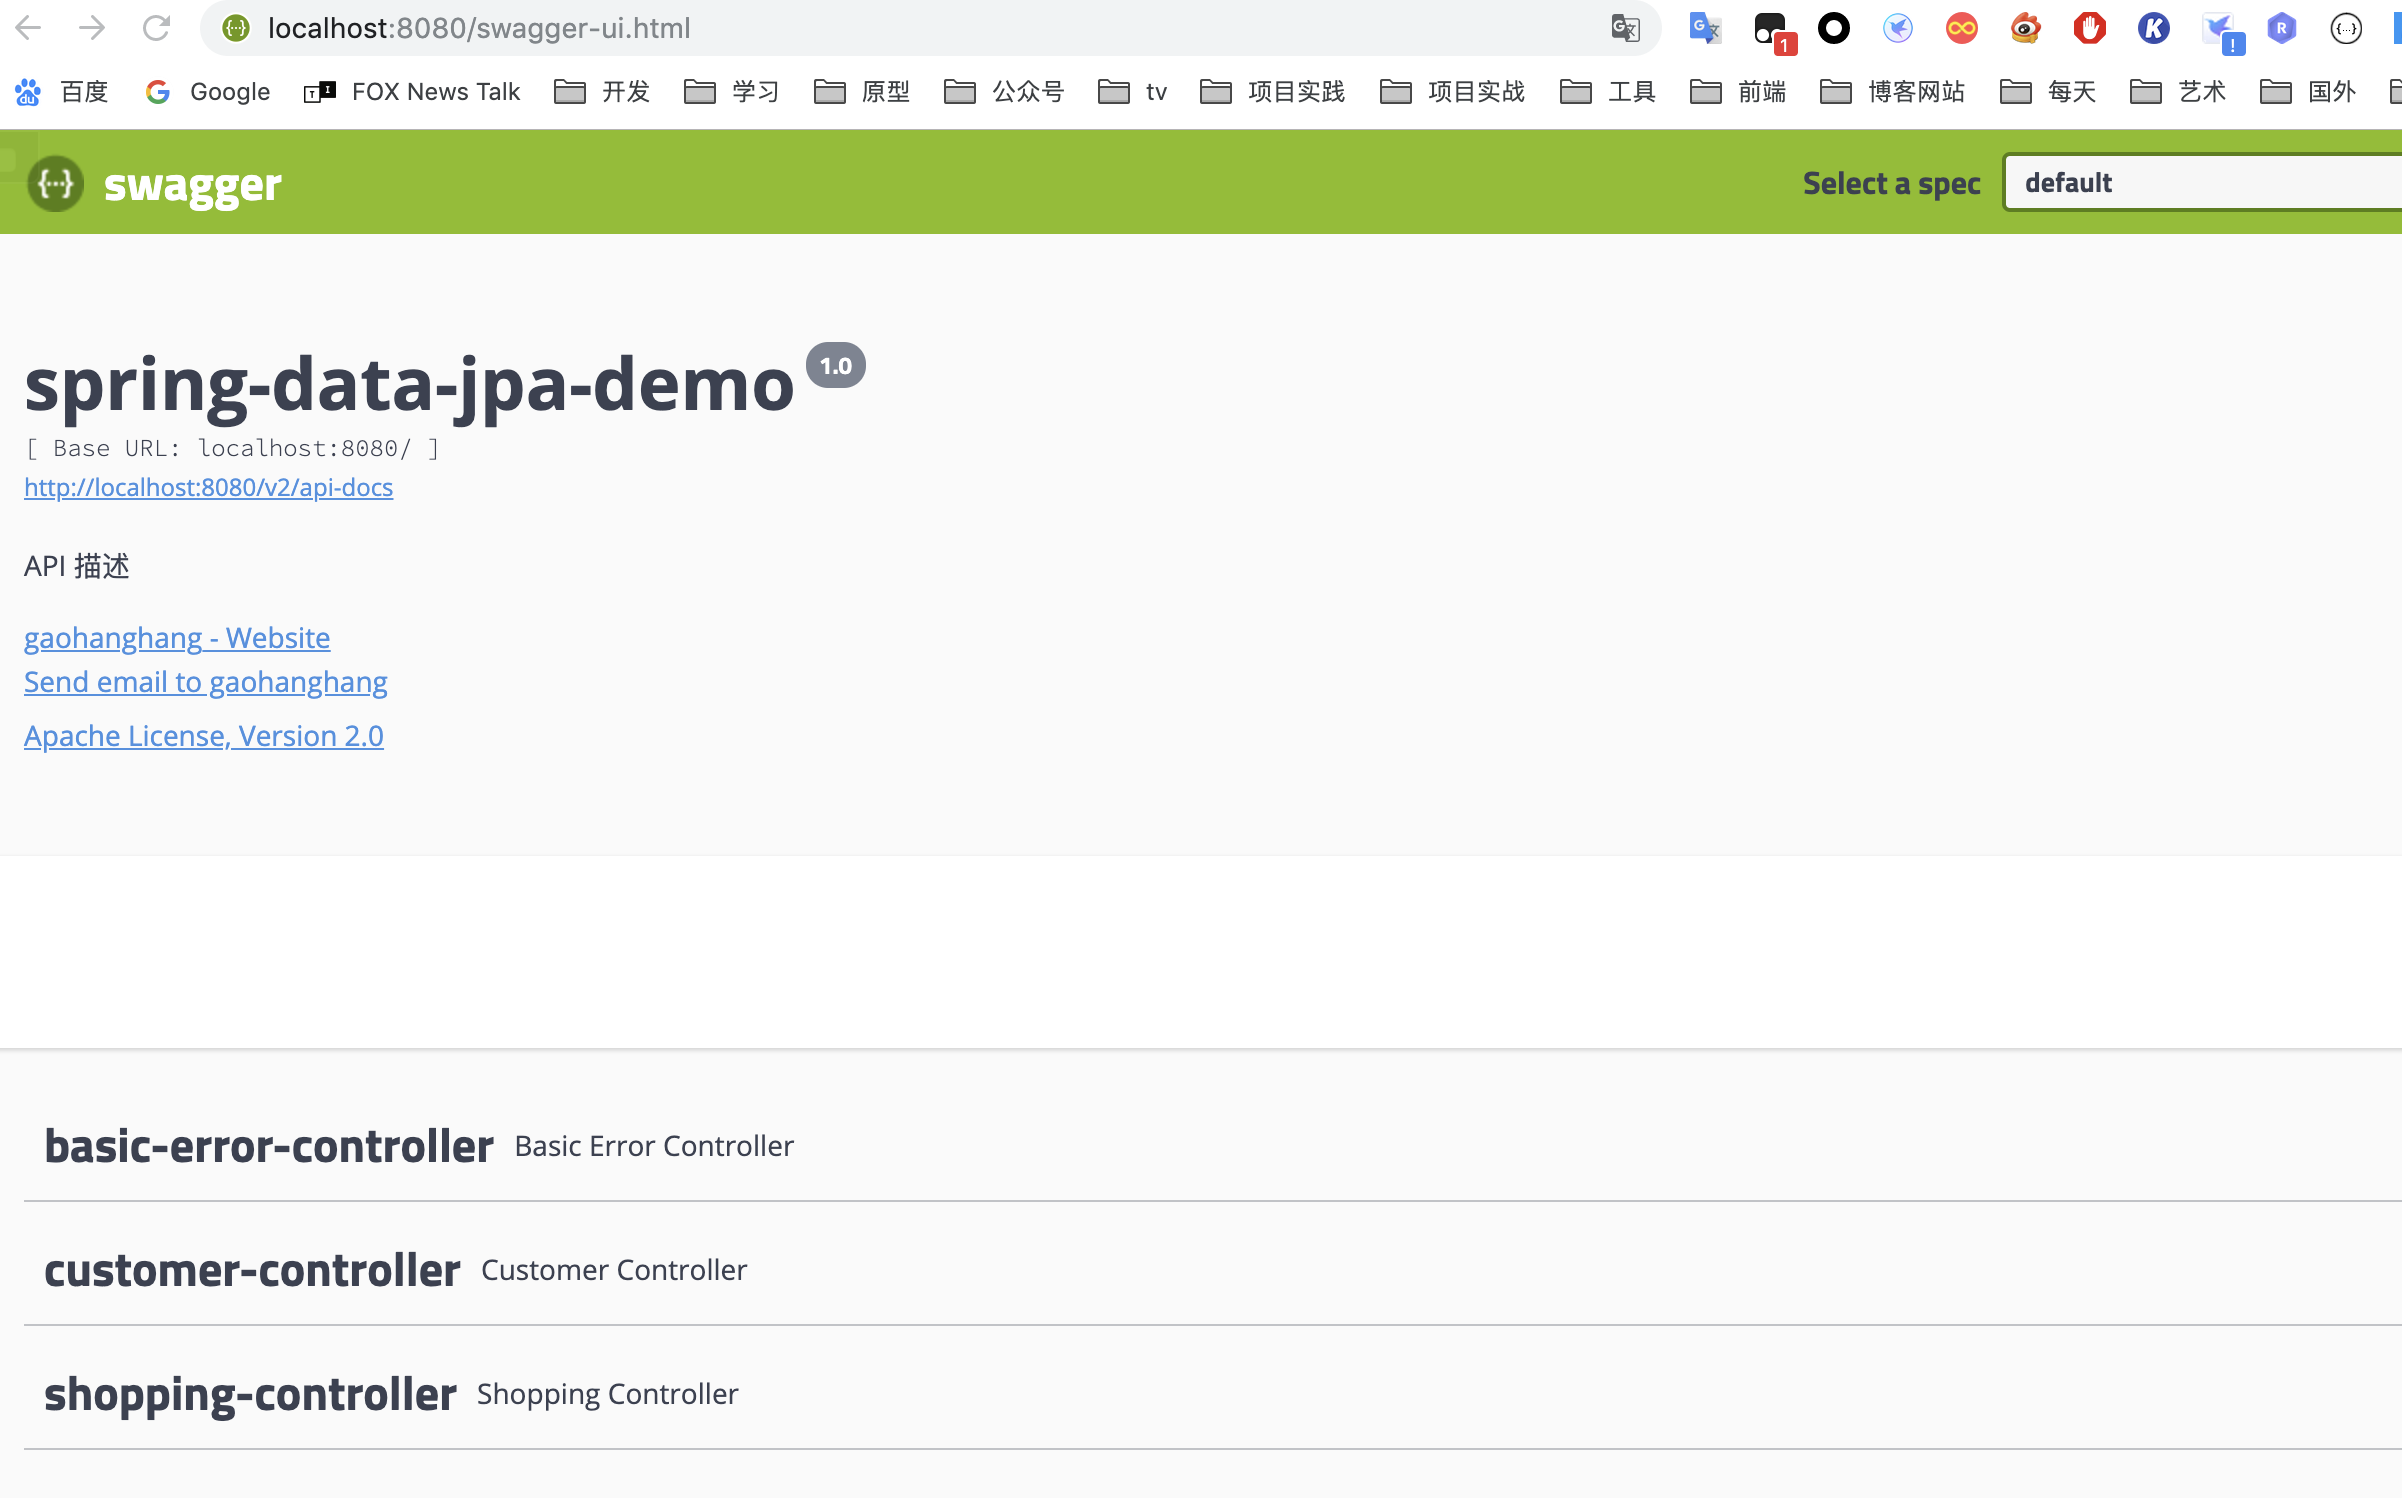 localhost:8080/swagger-ui.html
1
!
百度 Google FOX News Talk 开发 学习 原型 公众号 tv 项目实践 项目实战 工具 前端 博客网站 每天 艺术 国外
{...} swagger Select a spec default
spring-data-jpa-demo 1.0
[ Base URL: localhost:8080/ ]
http://localhost:8080/v2/api-docs
API 描述
gaohanghang - Website
Send email to gaohanghang
Apache License, Version 2.0
basic-error-controller Basic Error Controller
customer-controller Customer Controller
shopping-controller Shopping Controller